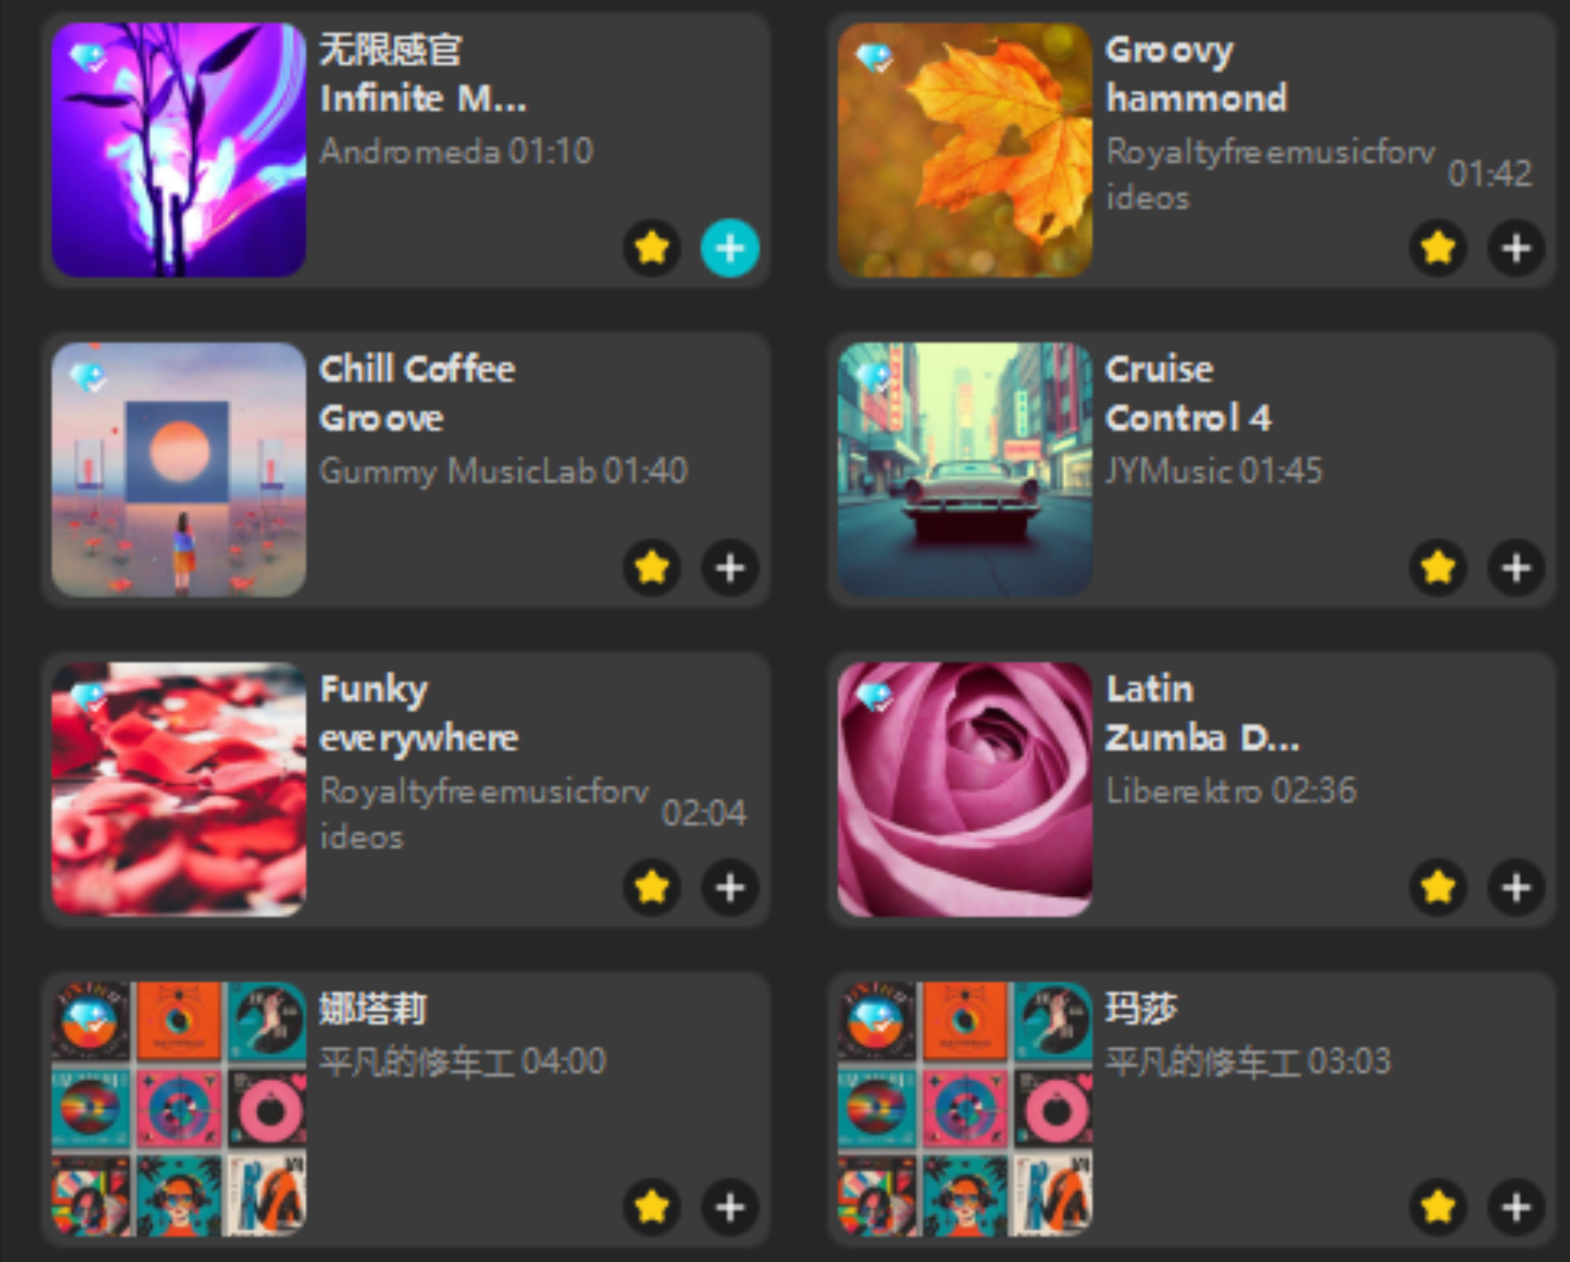 无限感官
Infinite M...
Andromeda 01:10
Groovy
hammond
Royaltyfreemusicforv
ideos
01:42
Chill Coffee
Groove
Gummy MusicLab 01:40
Cruise
Control 4
JYMusic 01:45
Funky
everywhere
Royaltyfreemusicforv
ideos
02:04
Latin
Zumba D...
Liberektro 02:36
娜塔莉
平凡的修车工 04:00
玛莎
平凡的修车工 03:03